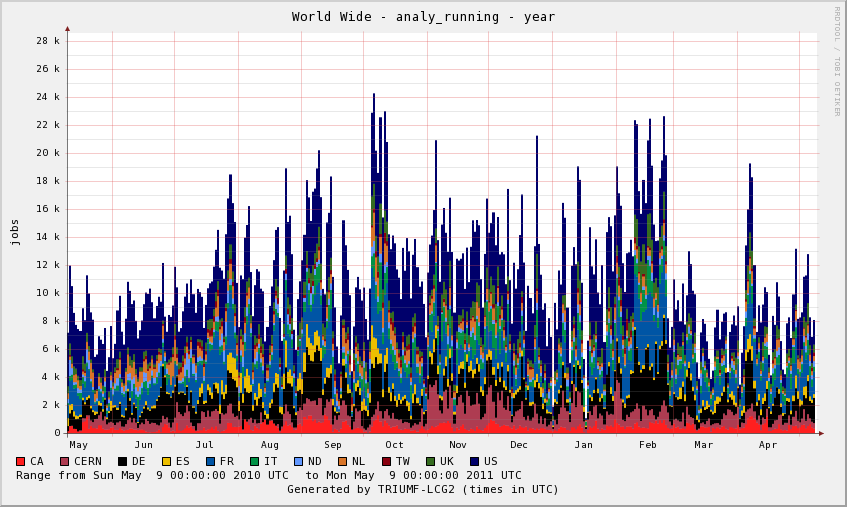 World Wide - analy_running - year
RRDTOOL / TOBI OETIKER
jobs
28 k
26 k
24 k
22 k
20 k
18 k
16 k
14 k
12 k
10 k
8 k
6 k
4 k
2 k
0
May Jun Jul Aug Sep Oct Nov Dec Jan Feb Mar Apr
CA CERN DE ES FR IT ND NL TW UK US
Range from Sun May  9 00:00:00 2010 UTC  to Mon May  9 00:00:00 2011 UTC
Generated by TRIUMF-LCG2 (times in UTC)